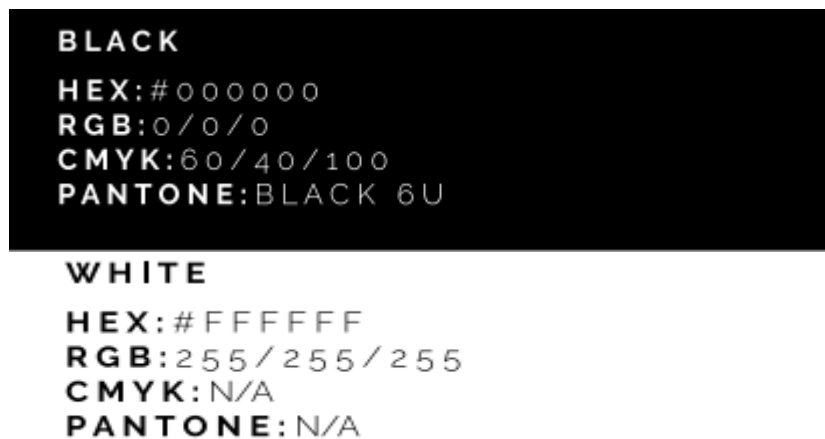 BLACK
HEX:#000000
RGB:0/0/0
CMYK:60/40/100
PANTONE:BLACK 6U
WHITE
HEX:#FFFFFF
RGB:255/255/255
CMYK:N/A
PANTONE:N/A